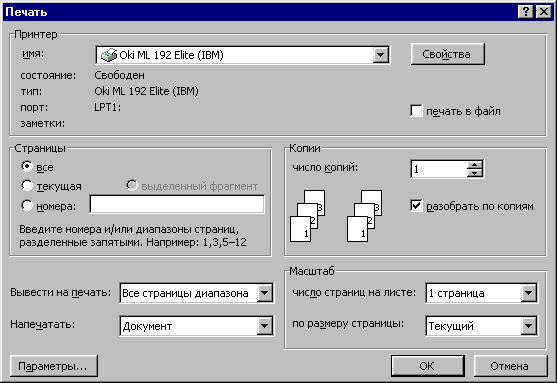 Печать
Принтер
имя: Oki ML 192 Elite (IBM) Свойства
состояние: Свободен
тип: Oki ML 192 Elite (IBM)
порт: LPT1: печать в файл
заметки:
Страницы
все
текущая выделенный фрагмент
номера:
Введите номера и/или диапазоны страниц,
разделенные запятыми. Например: 1,3,5–12
Копии
число копий: 1
1 2 3 1 2 3
разобрать по копиям
Вывести на печать: Все страницы диапазона
Напечатать: Документ
Масштаб
число страниц на листе: 1 страница
по размеру страницы: Текущий
Параметры... ОК Отмена